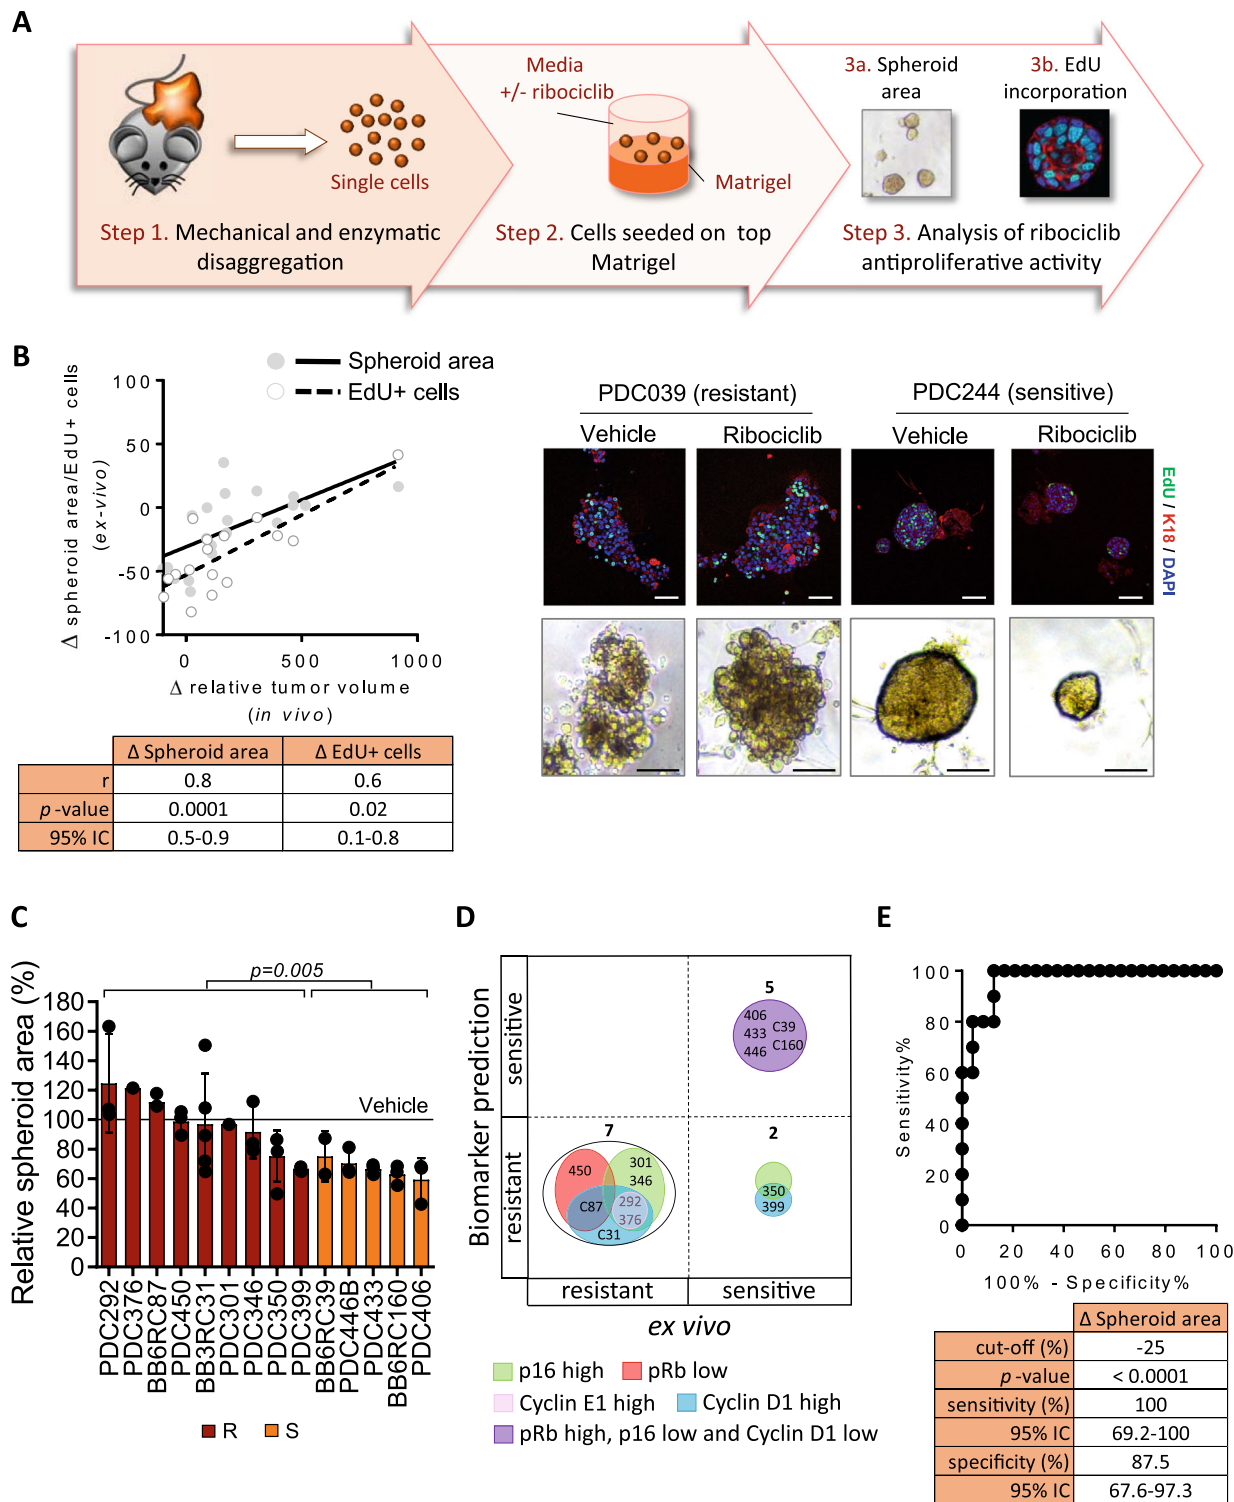 A
Single cells
Step 1. Mechanical and enzymatic
disaggregation
Media
+/- ribociclib
Matrigel
Step 2. Cells seeded on top
Matrigel
3a. Spheroid
area
3b. EdU
incorporation
Step 3. Analysis of ribociclib
antiproliferative activity
B
Spheroid area
EdU+ cells
Δ spheroid area/EdU+ cells
(ex-vivo)
100
50
0
-50
-100
0 500 1000
Δ relative tumor volume
(in vivo)
Δ Spheroid area Δ EdU+ cells
r 0.8 0.6
p-value 0.0001 0.02
95% IC 0.5-0.9 0.1-0.8
PDC039 (resistant) PDC244 (sensitive)
Vehicle Ribociclib Vehicle Ribociclib
EdU / K18 / DAPI
C
p=0.005
Relative spheroid area (%)
180
160
140
120
100
80
60
40
20
0
Vehicle
PDC292
PDC376
BB6RC87
PDC450
BB3RC31
PDC301
PDC346
PDC350
PDC399
BB6RC39
PDC446B
PDC433
BB6RC160
PDC406
R S
D
Biomarker prediction
sensitive
resistant
5
406
433
446
C39
C160
7
450
301
346
C87
292
376
C31
2
350
399
resistant sensitive
ex vivo
p16 high pRb low
Cyclin E1 high Cyclin D1 high
pRb high, p16 low and Cyclin D1 low
E
Sensitivity%
100
80
60
40
20
0
0 20 40 60 80 100
100% - Specificity%
Δ Spheroid area
cut-off (%) -25
p-value < 0.0001
sensitivity (%) 100
95% IC 69.2-100
specificity (%) 87.5
95% IC 67.6-97.3